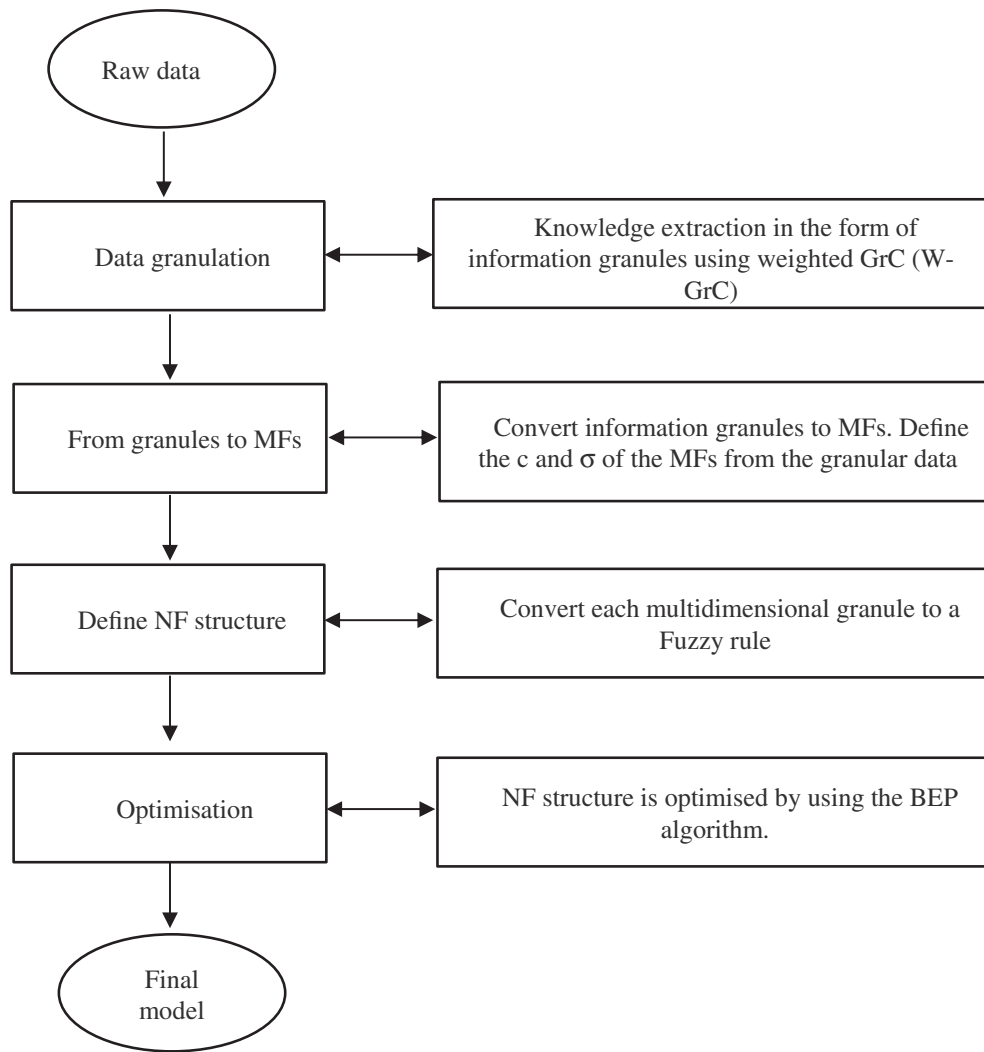 Raw data
Data granulation
Knowledge extraction in the form of
information granules using weighted GrC (W-
GrC)
From granules to MFs
Convert information granules to MFs. Define
the c and σ of the MFs from the granular data
Define NF structure
Convert each multidimensional granule to a
Fuzzy rule
Optimisation
NF structure is optimised by using the BEP
algorithm.
Final
model